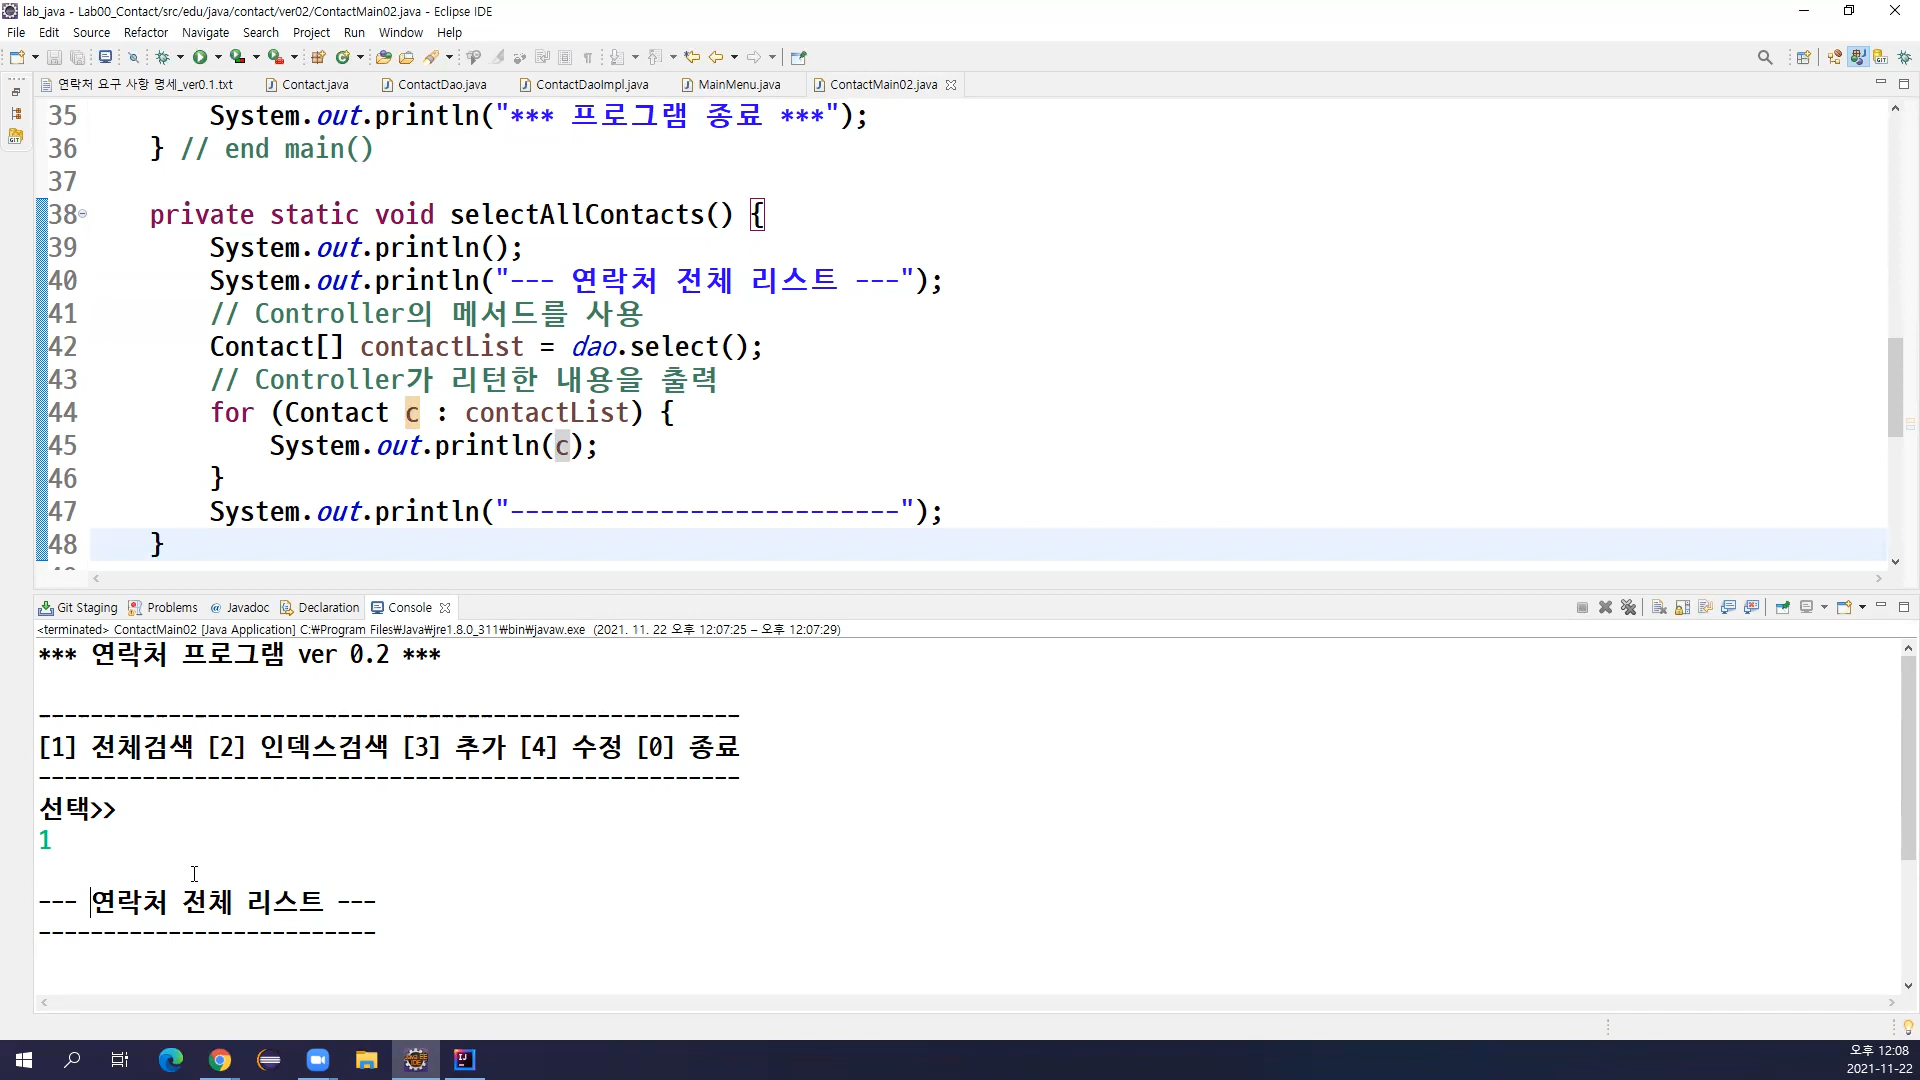 lab_java - Lab00_Contact/src/edu/java/contact/ver02/ContactMain02.java - Eclipse IDE
File Edit Source Refactor Navigate Search Project Run Window Help
연락처 요구 사항 명세_ver0.1.txt Contact.java ContactDao.java ContactDaoImpl.java MainMenu.java ContactMain02.java
35 System.out.println("*** 프로그램 종료 ***");
36 } // end main()
37
38 private static void selectAllContacts() {
39 System.out.println();
40 System.out.println("--- 연락처 전체 리스트 ---");
41 // Controller의 메서드를 사용
42 Contact[] contactList = dao.select();
43 // Controller가 리턴한 내용을 출력
44 for (Contact c : contactList) {
45 System.out.println(c);
46 }
47 System.out.println("--------------------------");
48 }
Git Staging Problems @ Javadoc Declaration Console
<terminated> ContactMain02 [Java Application] C:₩Program Files₩Java₩jre1.8.0_311₩bin₩javaw.exe (2021. 11. 22 오후 12:07:25 – 오후 12:07:29)
*** 연락처 프로그램 ver 0.2 ***
------------------------------------------------------
[1] 전체검색 [2] 인덱스검색 [3] 추가 [4] 수정 [0] 종료
------------------------------------------------------
선택>>
1
--- 연락처 전체 리스트 ---
--------------------------
오후 12:08
2021-11-22